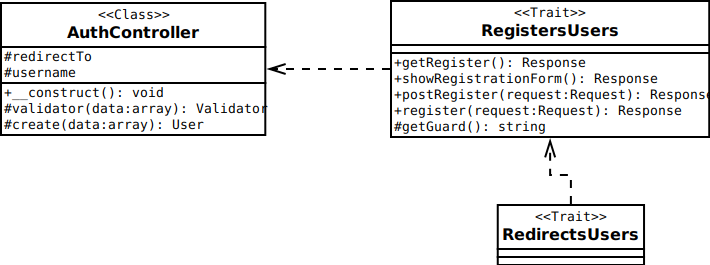 <<Class>>
AuthController
#redirectTo
#username
+__construct(): void
#validator(data:array): Validator
#create(data:array): User
<<Trait>>
RegistersUsers
+getRegister(): Response
+showRegistrationForm(): Response
+postRegister(request:Request): Response
+register(request:Request): Response
#getGuard(): string
<<Trait>>
RedirectsUsers